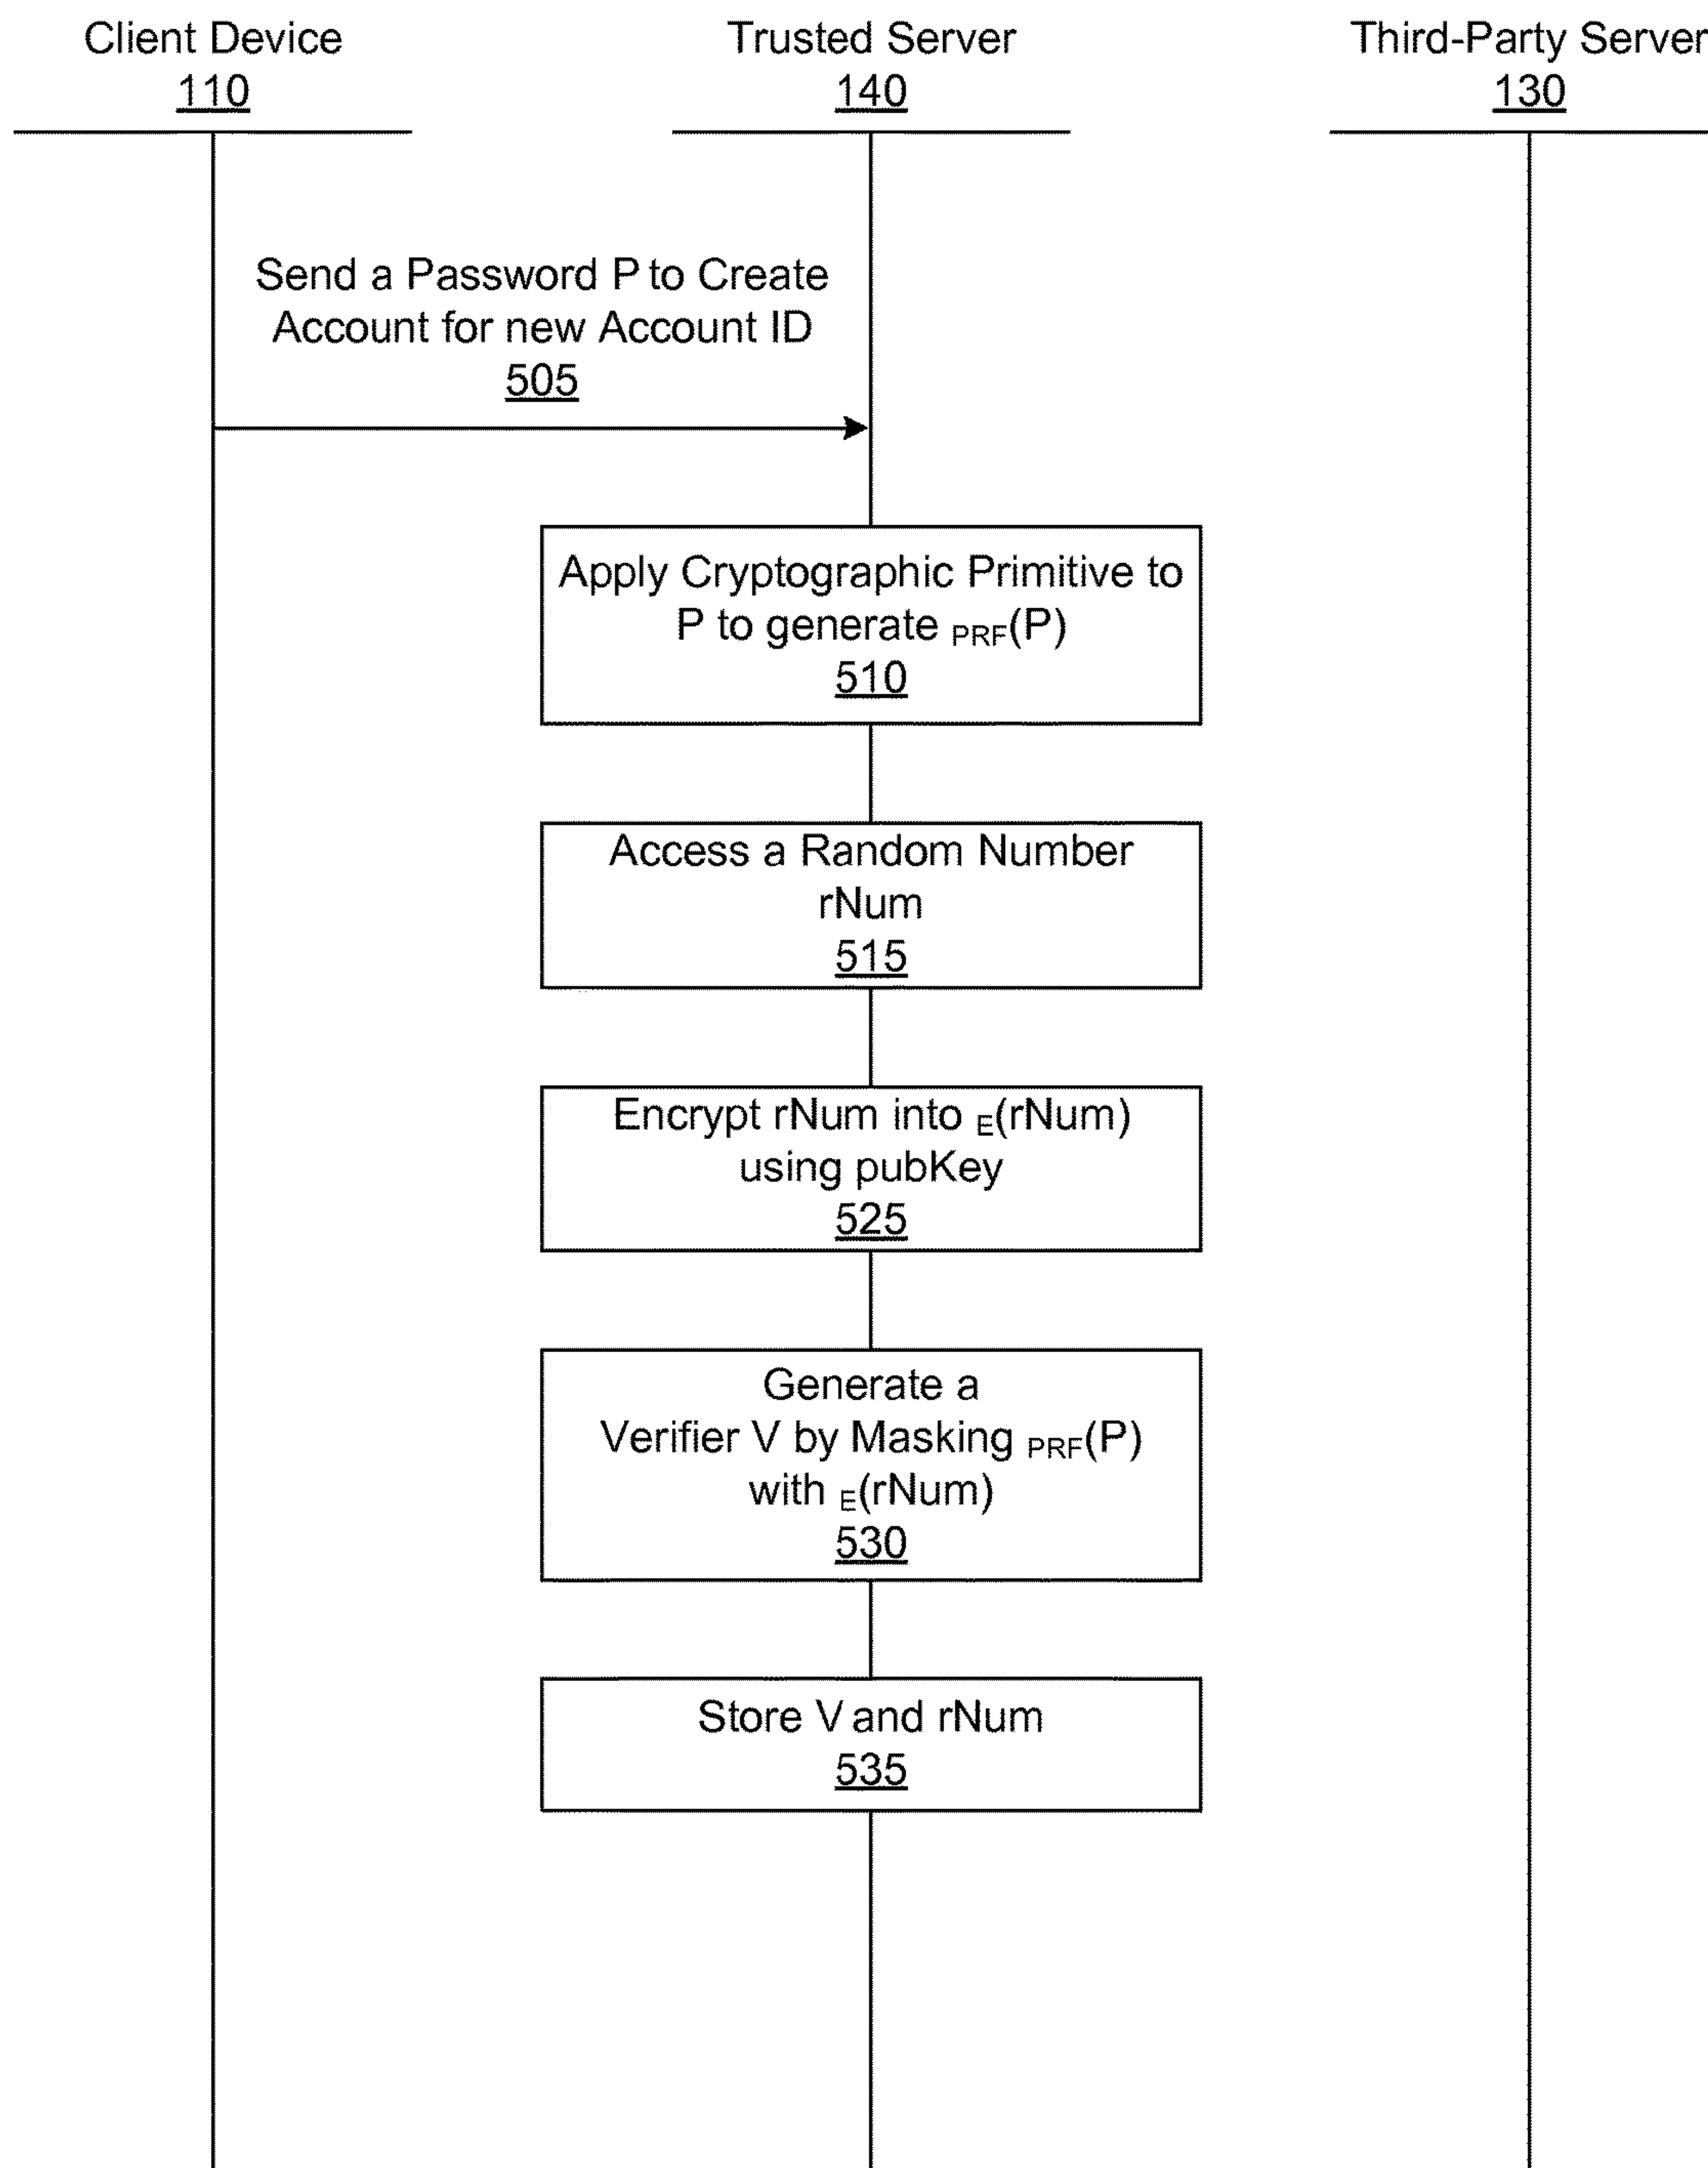 Client Device
110
Trusted Server
140
Third-Party Server
130
Send a Password P to Create
Account for new Account ID
505
Apply Cryptographic Primitive to
P to generate PRF(P)
510
Access a Random Number
rNum
515
Encrypt rNum into E(rNum)
using pubKey
525
Generate a
Verifier V by Masking PRF(P)
with E(rNum)
530
Store V and rNum
535